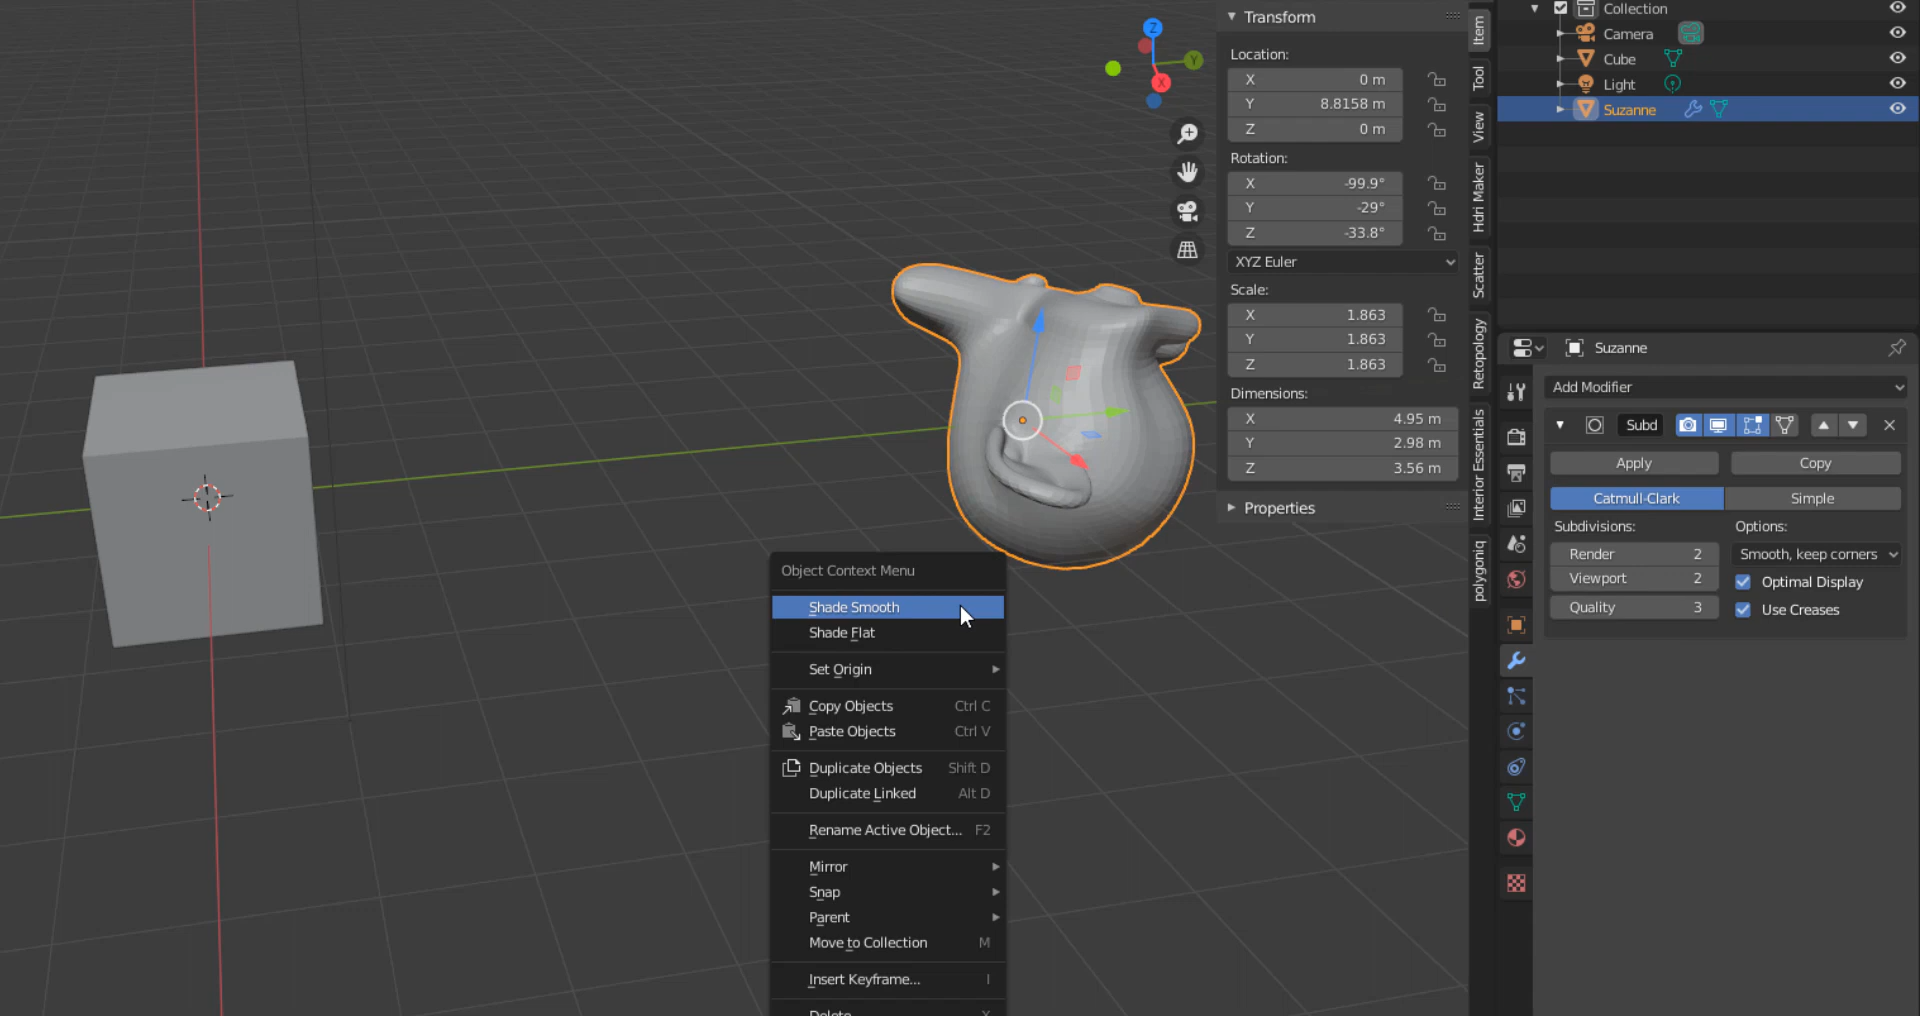 Z
Y
X
Transform
Location:
X 0 m
Y 8.8158 m
Z 0 m
Rotation:
X -99.9°
Y -29°
Z -33.8°
XYZ Euler
Scale:
X 1.863
Y 1.863
Z 1.863
Dimensions:
X 4.95 m
Y 2.98 m
Z 3.56 m
Properties
Item
Tool
View
Hdri Maker
Scatter
Retopology
Interior Essentials
polygoniq
Collection
Camera
Cube
Light
Suzanne
Suzanne
Add Modifier
Subd
Apply Copy
Catmull-Clark Simple
Subdivisions: Options:
Render 2 Smooth, keep corners
Viewport 2 Optimal Display
Quality 3 Use Creases
Object Context Menu
Shade Smooth
Shade Flat
Set Origin
Copy Objects Ctrl C
Paste Objects Ctrl V
Duplicate Objects Shift D
Duplicate Linked Alt D
Rename Active Object... F2
Mirror
Snap
Parent
Move to Collection M
Insert Keyframe... I
Delete X